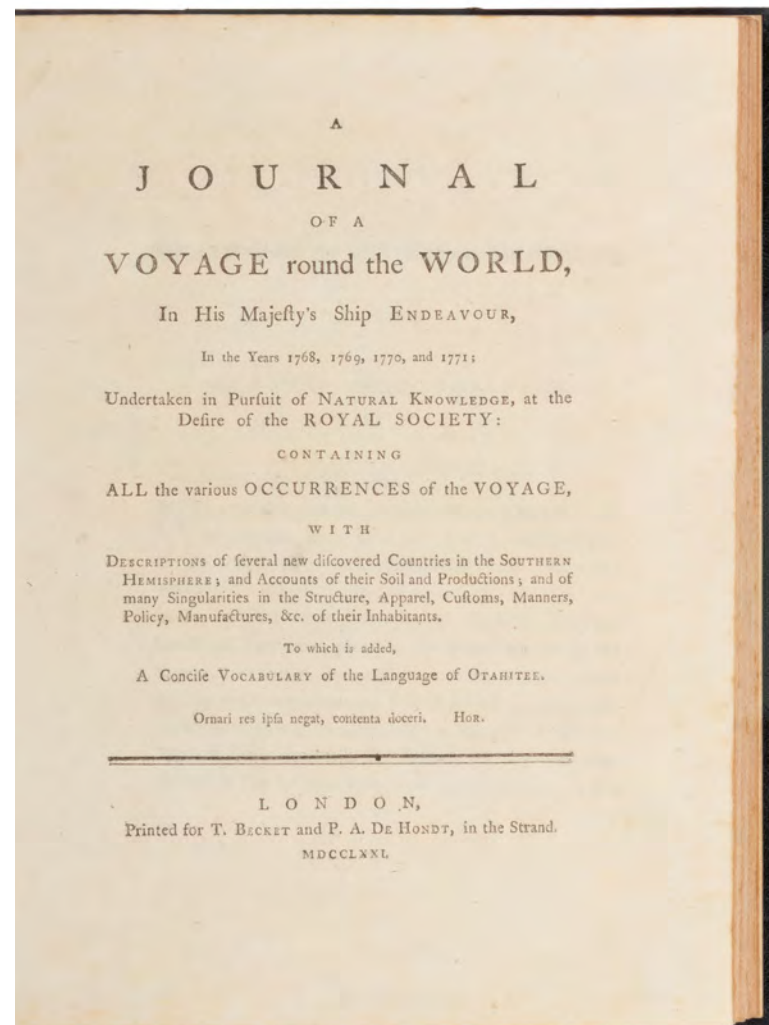 A
JOURNAL
OF A
VOYAGE round the WORLD,
In His Majeſty's Ship ENDEAVOUR,
In the Years 1768, 1769, 1770, and 1771;
Undertaken in Purſuit of NATURAL KNOWLEDGE, at the
Deſire of the ROYAL SOCIETY:
CONTAINING
ALL the various OCCURRENCES of the VOYAGE,
WITH
DESCRIPTIONS of ſeveral new diſcovered Countries in the SOUTHERN
HEMISPHERE; and Accounts of their Soil and Productions; and of
many Singularities in the Structure, Apparel, Cuſtoms, Manners,
Policy, Manufactures, &c. of their Inhabitants.
To which is added,
A Conciſe VOCABULARY of the Language of OTAHITEE.
Ornari res ipſa negat, contenta doceri. HOR.
LONDON,
Printed for T. BECKET and P. A. DE HONDT, in the Strand.
MDCCLXXI.